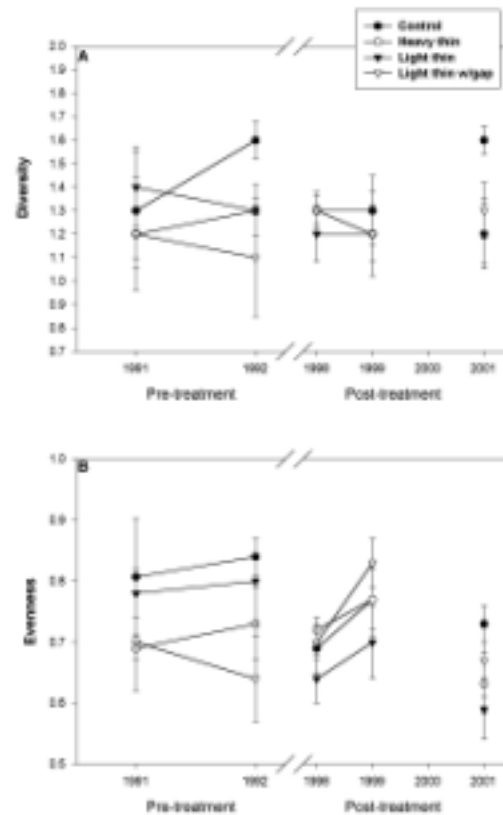 Control
Heavy thin
Light thin
Light thin w/gap
A
2.0
1.9
1.8
1.7
1.6
1.5
1.4
1.3
1.2
1.1
1.0
0.9
0.8
0.7
Diversity
1991 1992 1998 1999 2000 2001
Pre-treatment Post-treatment
B
1.0
0.9
0.8
0.7
0.6
0.5
Evenness
1991 1992 1998 1999 2000 2001
Pre-treatment Post-treatment